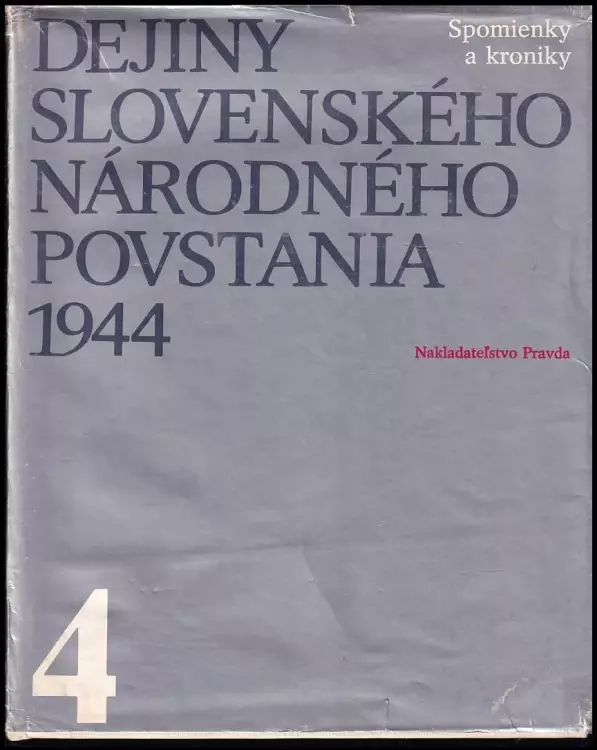 DEJINY
SLOVENSKÉHO
NÁRODNÉHO
POVSTANIA
1944
Spomienky
a kroniky
Nakladateľstvo Pravda
4